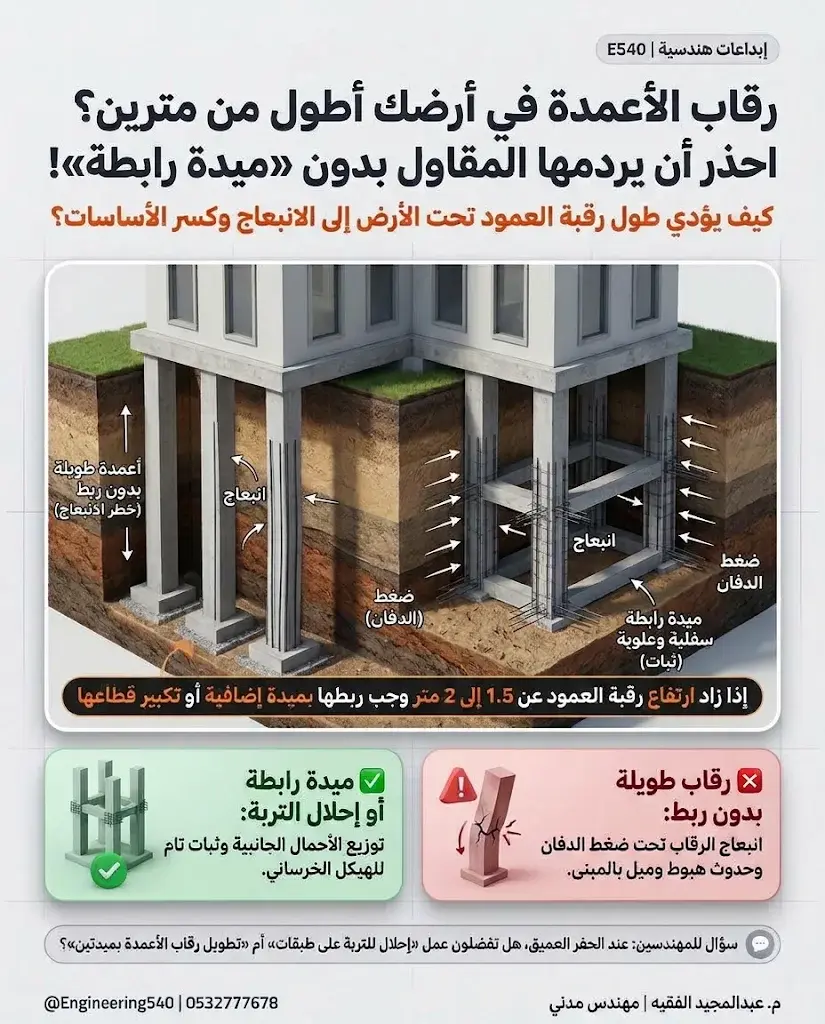 إبداعات هندسية | E540
رقاب الأعمدة في أرضك أطول من مترين؟
احذر أن يردمها المقاول بدون «ميدة رابطة»!
كيف يؤدي طول رقبة العمود تحت الأرض إلى الانبعاج وكسر الأساسات؟
أعمدة طويلة
بدون ربط
(خطر الانبعاج)
انبعاج
ضغط
(الدفان)
انبعاج
ضغط
الدفان
ميدة رابطة
سفلية وعلوية
(ثبات)
إذا زاد ارتفاع رقبة العمود عن 1.5 إلى 2 متر وجب ربطها بميدة إضافية أو تكبير قطاعها
❌ رقاب طويلة
بدون ربط:
انبعاج الرقاب تحت ضغط الدفان
وحدوث هبوط وميل بالمبنى.
✅ ميدة رابطة
أو إحلال التربة:
توزيع الأحمال الجانبية وثبات تام
للهيكل الخرساني.
سؤال للمهندسين: عند الحفر العميق، هل تفضلون عمل «إحلال للتربة على طبقات» أم «تطويل رقاب الأعمدة بميدتين»؟
م. عبدالمجيد الفقيه | مهندس مدني
@Engineering540 | 0532777678